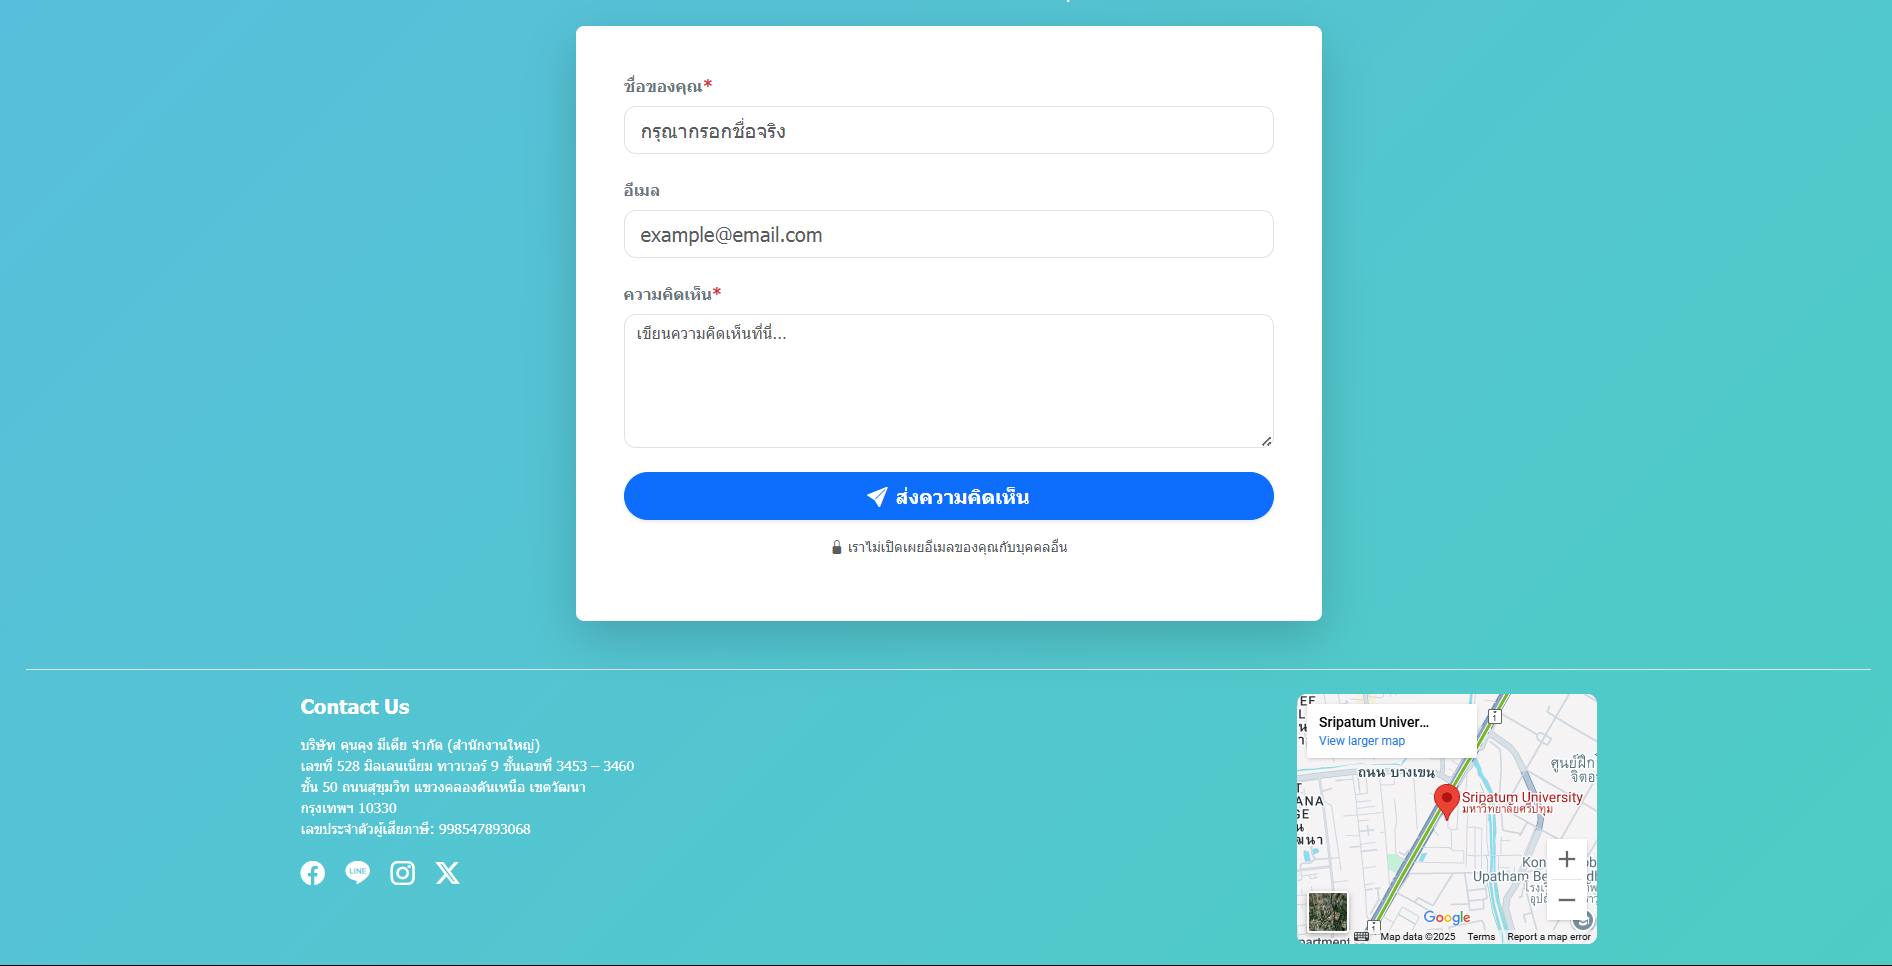 ชื่อของคุณ*
กรุณากรอกชื่อจริง
อีเมล
example@email.com
ความคิดเห็น*
เขียนความคิดเห็นที่นี่...
ส่งความคิดเห็น
เราไม่เปิดเผยอีเมลของคุณกับบุคคลอื่น
Contact Us
บริษัท คุนดุง มีเดีย จำกัด (สำนักงานใหญ่)
เลขที่ 528 มิลเลนเนียม ทาวเวอร์ 9 ชั้นเลขที่ 3453 – 3460
ชั้น 50 ถนนสุขุมวิท แขวงคลองตันเหนือ เขตวัฒนา
กรุงเทพฯ 10330
เลขประจำตัวผู้เสียภาษี: 998547893068
LINE
Sripatum Univer...
View larger map
ถนน บางเขน
Sripatum University
มหาวิทยาลัยศรีปทุม
Google
Map data ©2025 Terms Report a map error